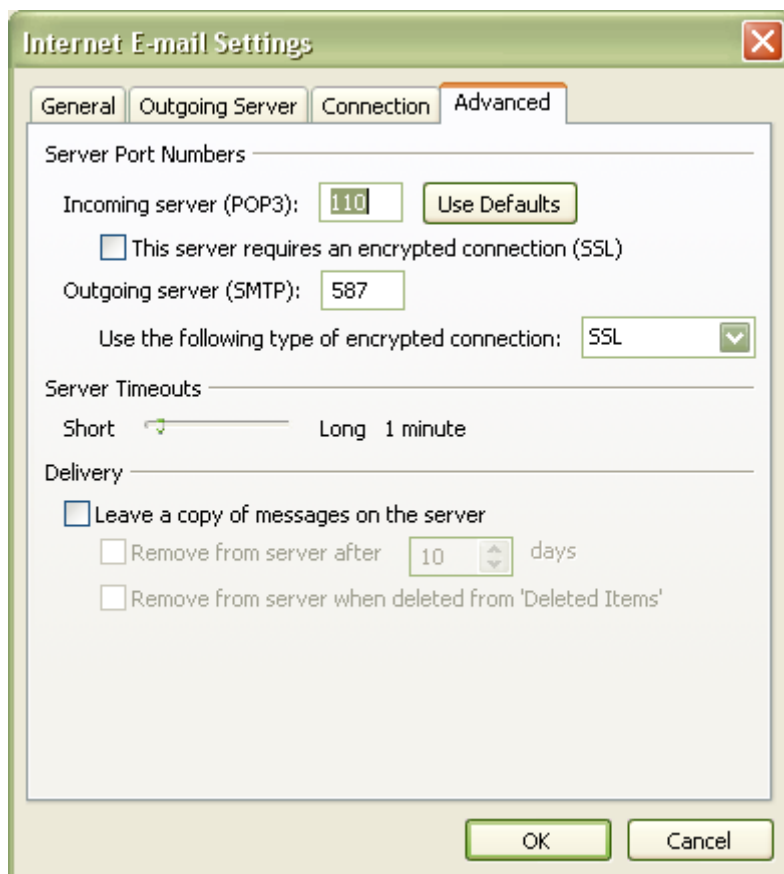 Internet E-mail Settings
General Outgoing Server Connection Advanced
Server Port Numbers
Incoming server (POP3): 110 Use Defaults
This server requires an encrypted connection (SSL)
Outgoing server (SMTP): 587
Use the following type of encrypted connection: SSL
Server Timeouts
Short Long 1 minute
Delivery
Leave a copy of messages on the server
Remove from server after 10 days
Remove from server when deleted from 'Deleted Items'
OK Cancel